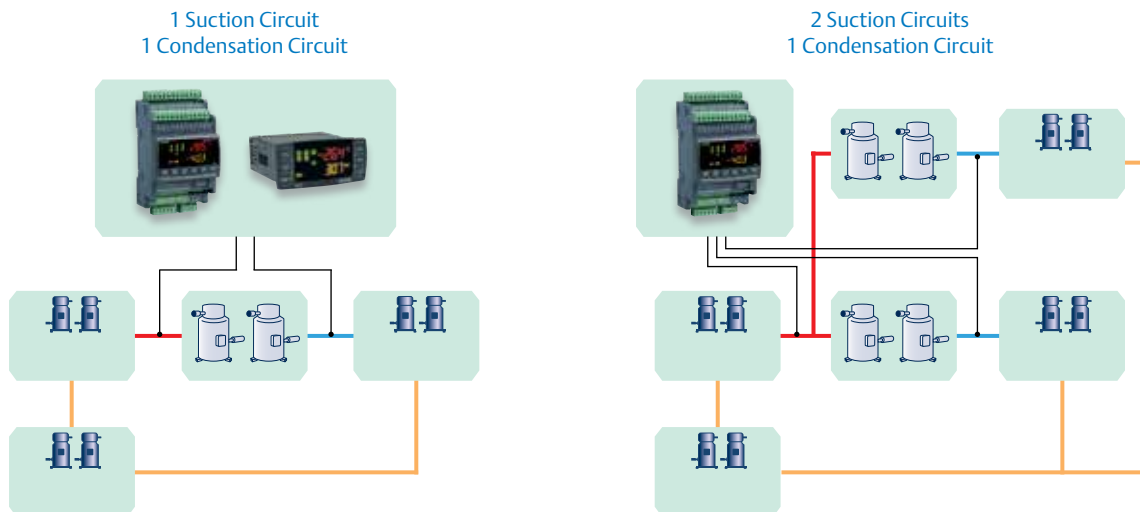 1 Suction Circuit
1 Condensation Circuit
2 Suction Circuits
1 Condensation Circuit